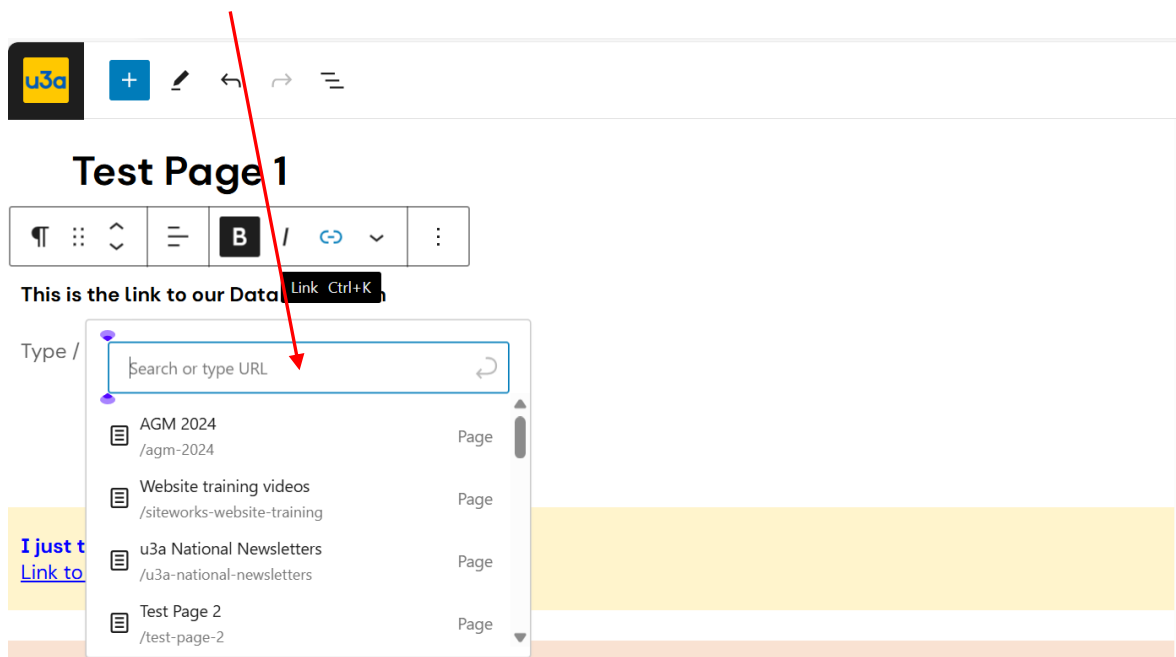 u3a
Test Page 1
B I
Link Ctrl+K
This is the link to our Data
Type /
Search or type URL
AGM 2024
/agm-2024
Page
Website training videos
/siteworks-website-training
Page
u3a National Newsletters
/u3a-national-newsletters
Page
Test Page 2
/test-page-2
Page
I just t
Link to